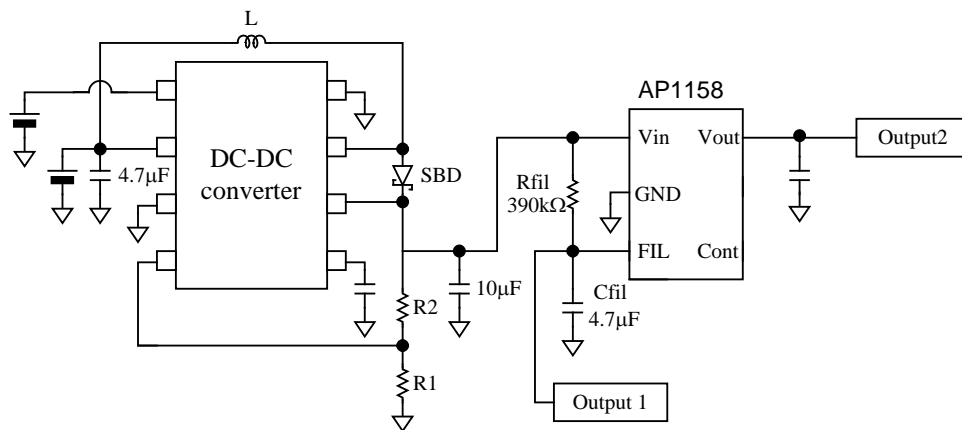 L
AP1158
DC-DC
converter
4.7μF
SBD
Vin
Vout
Output2
Rfil
390kΩ
GND
FIL
Cont
10μF
Cfil
4.7μF
R2
R1
Output 1